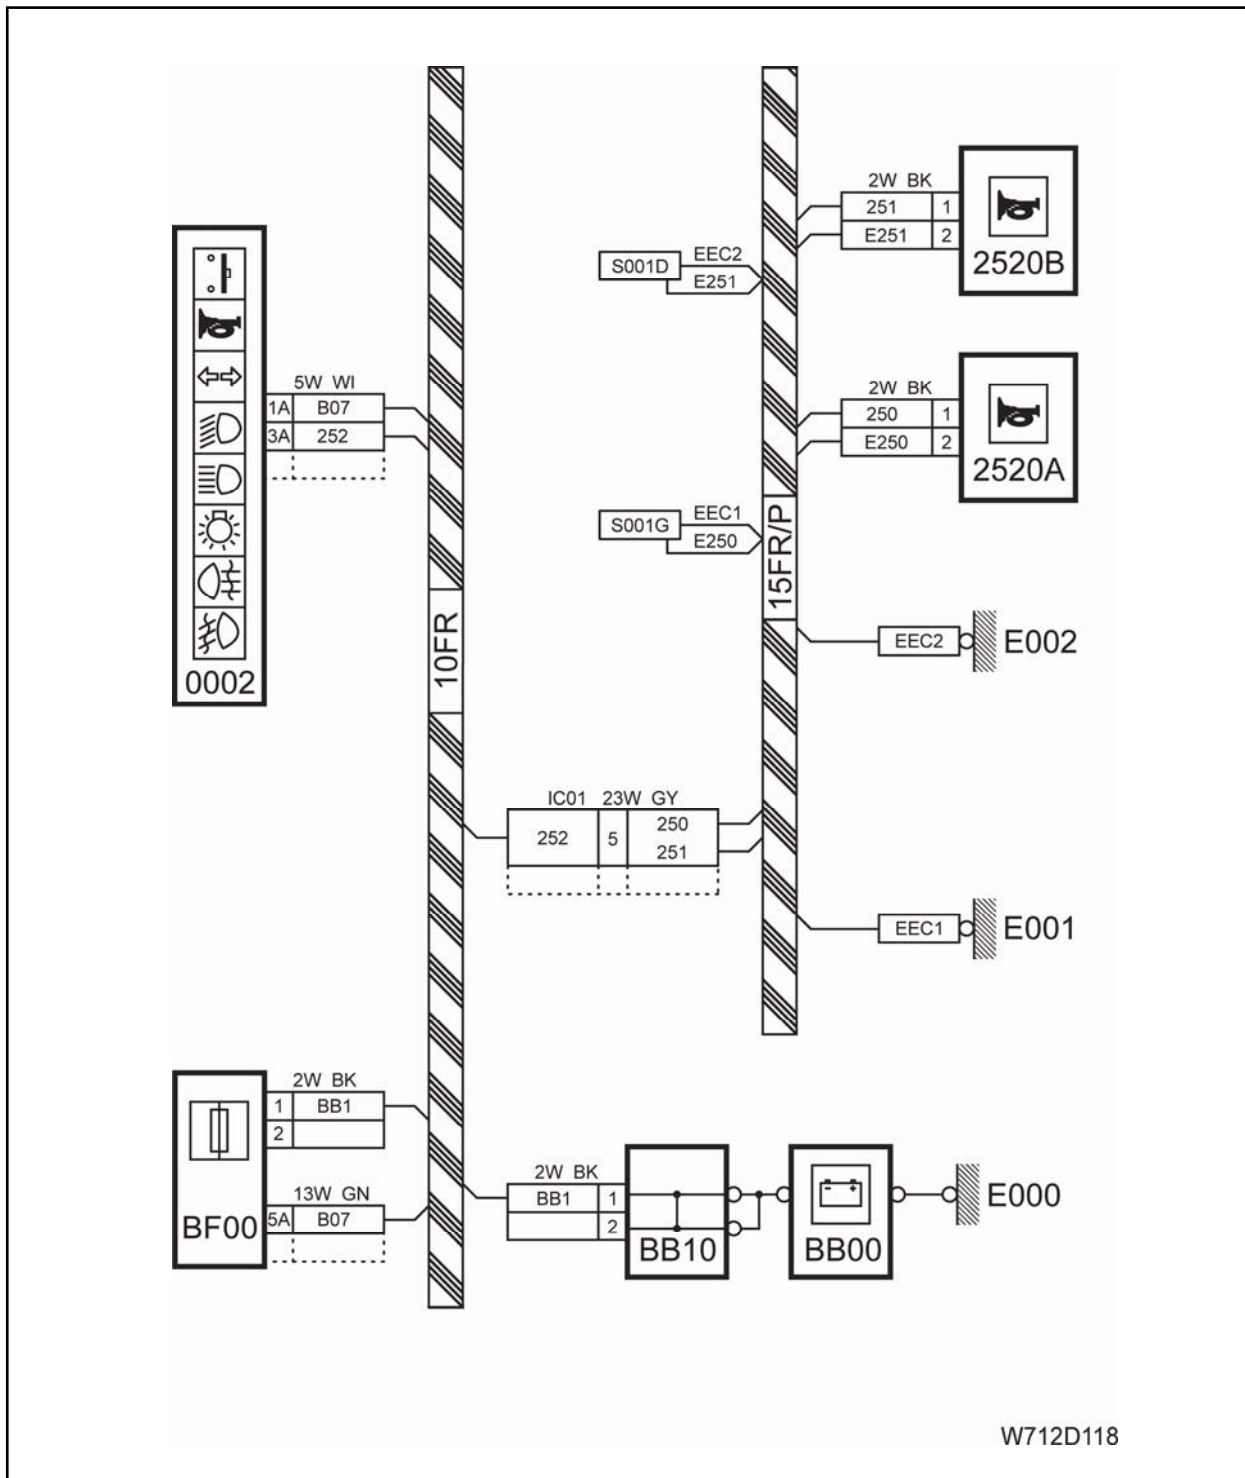 2W BK
251 1
E251 2
2520B
EEC2
S001D
E251
5W WI
1A B07
3A 252
0002
2W BK
250 1
E250 2
2520A
EEC1
S001G
E250
10FR
15FR/P
EEC2
E002
IC01 23W GY
252 5 250
251
EEC1
E001
2W BK
1 BB1
2
13W GN
5A B07
BF00
2W BK
BB1 1
2
BB10
BB00
E000
W712D118